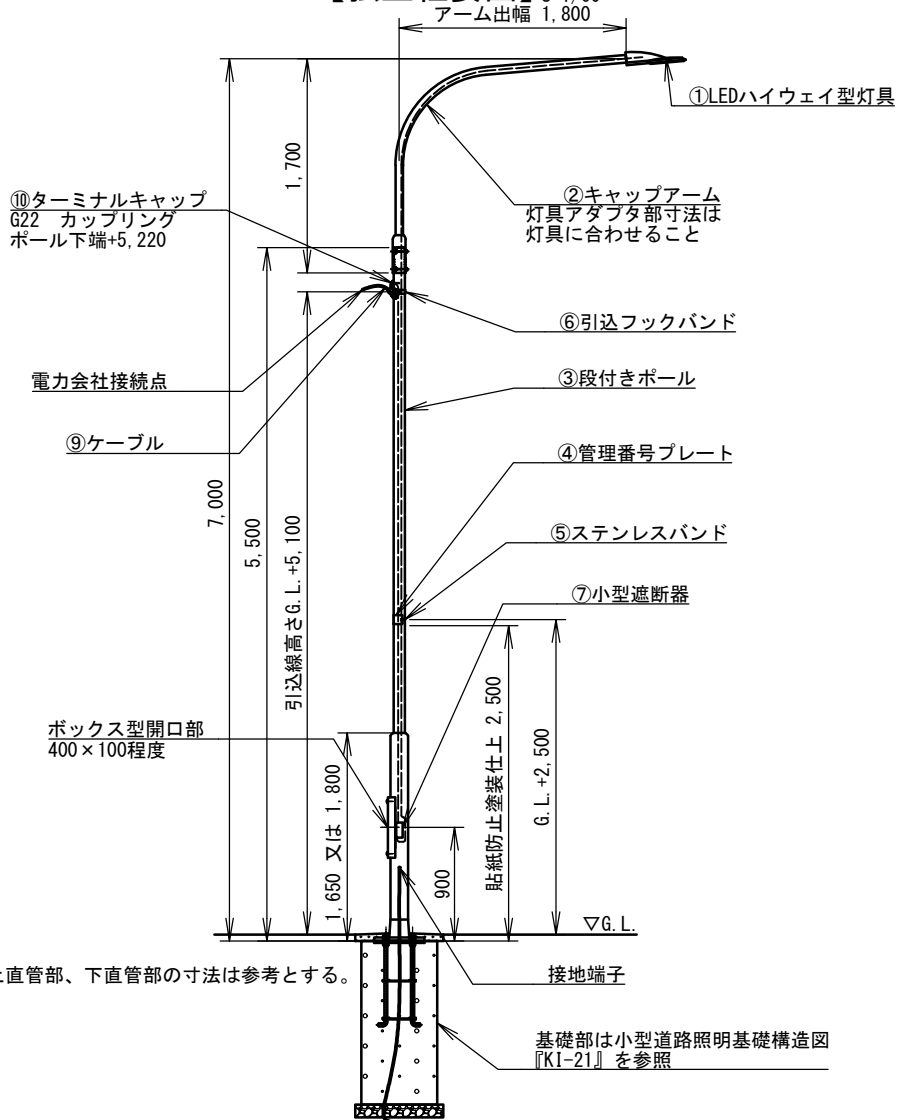 アーム出幅 1,800
①LEDハイウェイ型灯具
1,700
②キャップアーム
灯具アダプタ部寸法は
灯具に合わせること
⑩ターミナルキャップ
G22 カップリング
ポール下端+5,220
⑥引込フックバンド
電力会社接続点
③段付きポール
⑨ケーブル
④管理番号プレート
7,000
5,500
引込線高さG.L.+5,100
⑤ステンレスバンド
⑦小型遮断器
ボックス型開口部
400×100程度
1,650 又は 1,800
900
貼紙防止塗装仕上 2,500
G.L.+2,500
▽G.L.
直管部、下直管部の寸法は参考とする。
接地端子
基礎部は小型道路照明基礎構造図
『KI-21』を参照